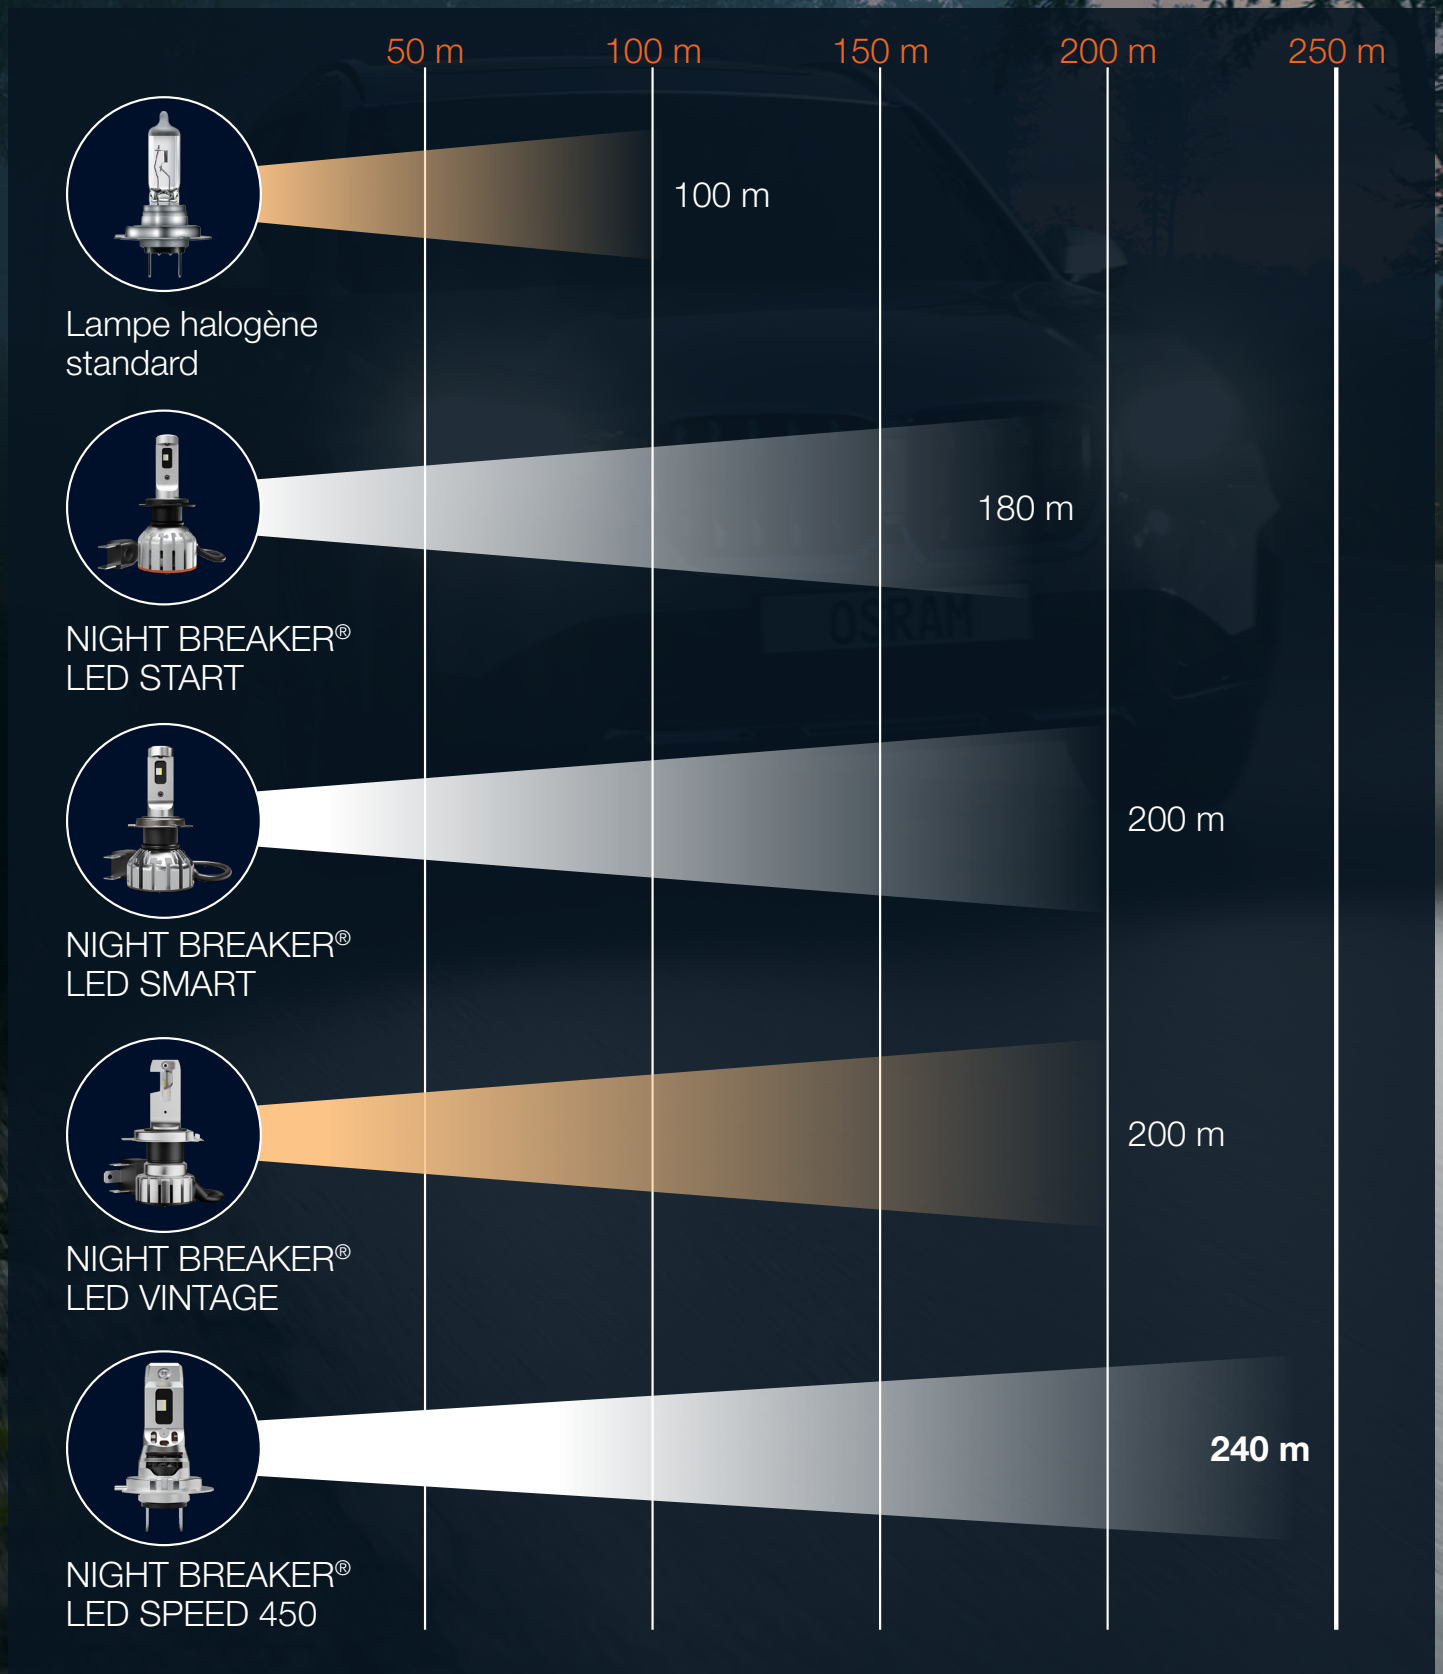 50 m 100 m 150 m 200 m 250 m
100 m
Lampe halogène
standard
180 m
OSRAM
NIGHT BREAKER®
LED START
200 m
NIGHT BREAKER®
LED SMART
200 m
NIGHT BREAKER®
LED VINTAGE
240 m
NIGHT BREAKER®
LED SPEED 450